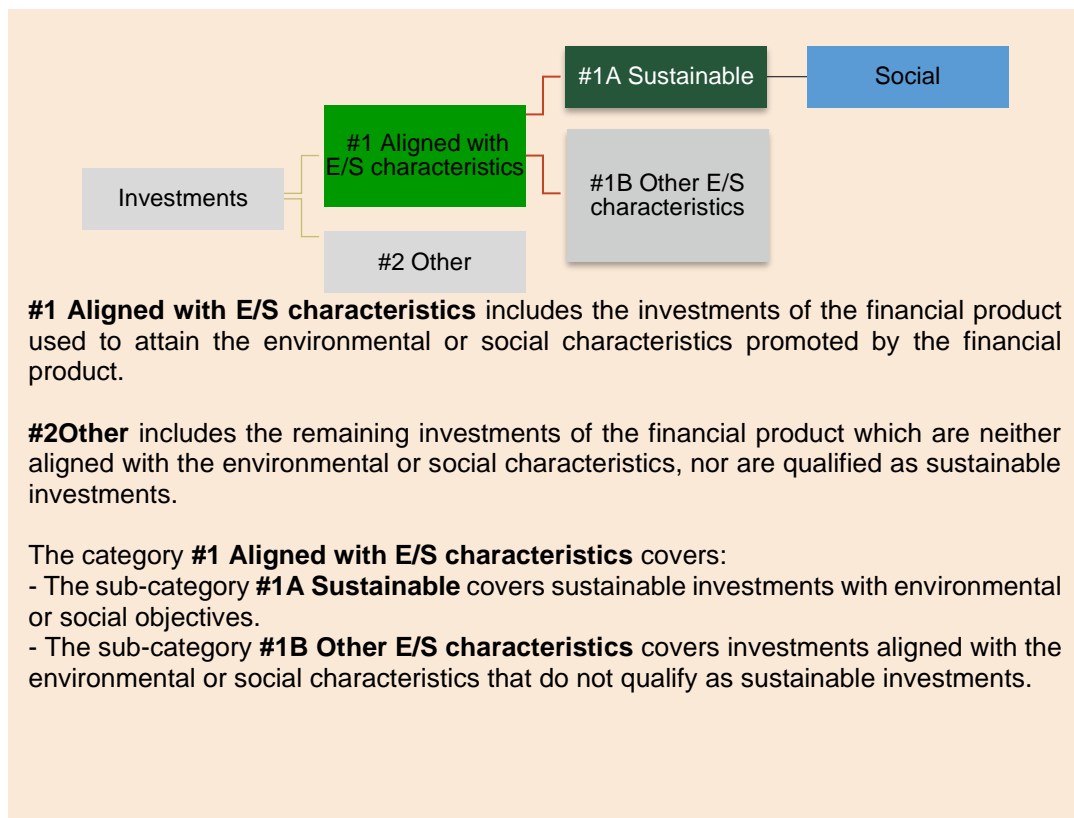 #1A Sustainable
Social
#1 Aligned with
E/S characteristics
#1B Other E/S
characteristics
Investments
#2 Other
#1 Aligned with E/S characteristics includes the investments of the financial product
used to attain the environmental or social characteristics promoted by the financial
product.
#2Other includes the remaining investments of the financial product which are neither
aligned with the environmental or social characteristics, nor are qualified as sustainable
investments.
The category #1 Aligned with E/S characteristics covers:
- The sub-category #1A Sustainable covers sustainable investments with environmental
or social objectives.
- The sub-category #1B Other E/S characteristics covers investments aligned with the
environmental or social characteristics that do not qualify as sustainable investments.